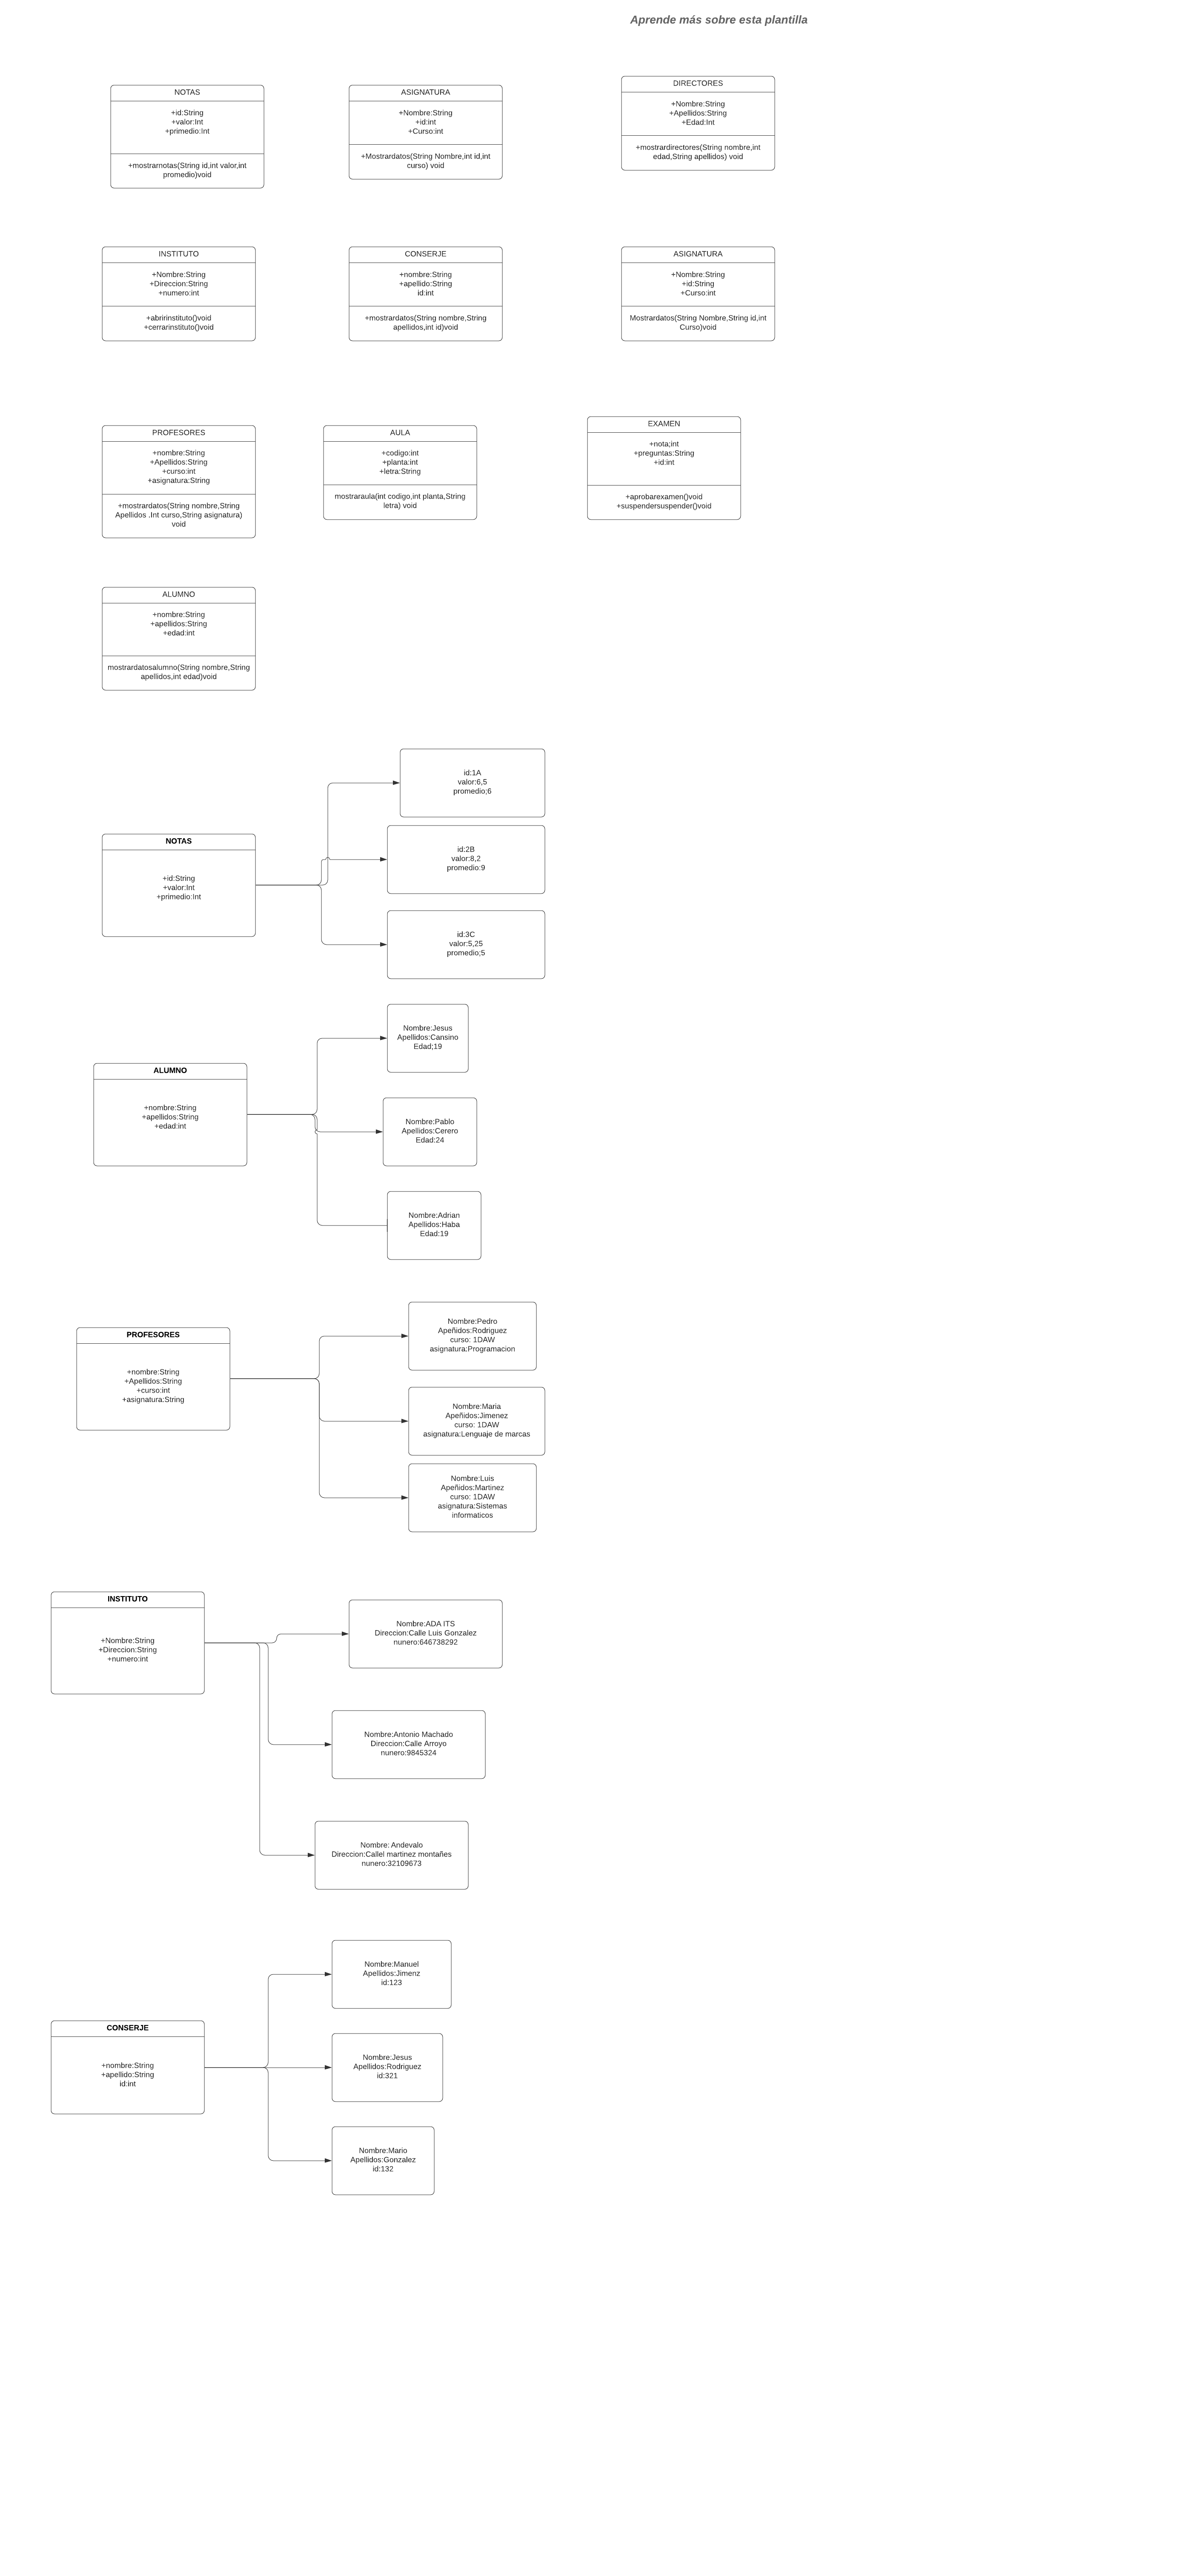 Aprende más sobre esta plantilla
NOTAS
+id:String
+valor:Int
+primedio:Int
+mostrarnotas(String id,int valor,int
promedio)void
ASIGNATURA
+Nombre:String
+id:int
+Curso:int
+Mostrardatos(String Nombre,int id,int
curso) void
DIRECTORES
+Nombre:String
+Apellidos:String
+Edad:Int
+mostrardirectores(String nombre,int
edad,String apellidos) void
INSTITUTO
+Nombre:String
+Direccion:String
+numero:int
+abririnstituto()void
+cerrarinstituto()void
CONSERJE
+nombre:String
+apellido:String
id:int
+mostrardatos(String nombre,String
apellidos,int id)void
ASIGNATURA
+Nombre:String
+id:String
+Curso:int
Mostrardatos(String Nombre,String id,int
Curso)void
PROFESORES
+nombre:String
+Apellidos:String
+curso:int
+asignatura:String
+mostrardatos(String nombre,String
Apellidos .Int curso,String asignatura)
void
AULA
+codigo;int
+planta;int
+letra:String
mostraraula(int codigo,int planta,String
letra) void
EXAMEN
+nota;int
+preguntas:String
+id:int
+aprobarexamen()void
+suspendersuspender()void
ALUMNO
+nombre:String
+apellidos:String
+edad:int
mostrardatosalumno(String nombre,String
apellidos,int edad)void
NOTAS
+id:String
+valor:Int
+primedio:Int
id:1A
valor:6,5
promedio;6
id:2B
valor:8,2
promedio:9
id:3C
valor:5,25
promedio;5
ALUMNO
+nombre:String
+apellidos:String
+edad:int
Nombre:Jesus
Apellidos:Cansino
Edad;19
Nombre:Pablo
Apellidos:Cerero
Edad:24
Nombre:Adrian
Apellidos:Haba
Edad:19
PROFESORES
+nombre:String
+Apellidos:String
+curso:int
+asignatura:String
Nombre:Pedro
Apeñidos:Rodriguez
curso: 1DAW
asignatura:Programacion
Nombre:Maria
Apeñidos:Jimenez
curso: 1DAW
asignatura:Lenguaje de marcas
Nombre:Luis
Apeñidos:Martinez
curso: 1DAW
asignatura:Sistemas
informaticos
INSTITUTO
+Nombre:String
+Direccion:String
+numero:int
Nombre:ADA ITS
Direccion:Calle Luis Gonzalez
nunero:646738292
Nombre:Antonio Machado
Direccion:Calle Arroyo
nunero:9845324
Nombre: Andevalo
Direccion:Callel martinez montañes
nunero:32109673
CONSERJE
+nombre:String
+apellido:String
id:int
Nombre:Manuel
Apellidos:Jimenz
id:123
Nombre:Jesus
Apellidos:Rodriguez
id:321
Nombre:Mario
Apellidos:Gonzalez
id:132